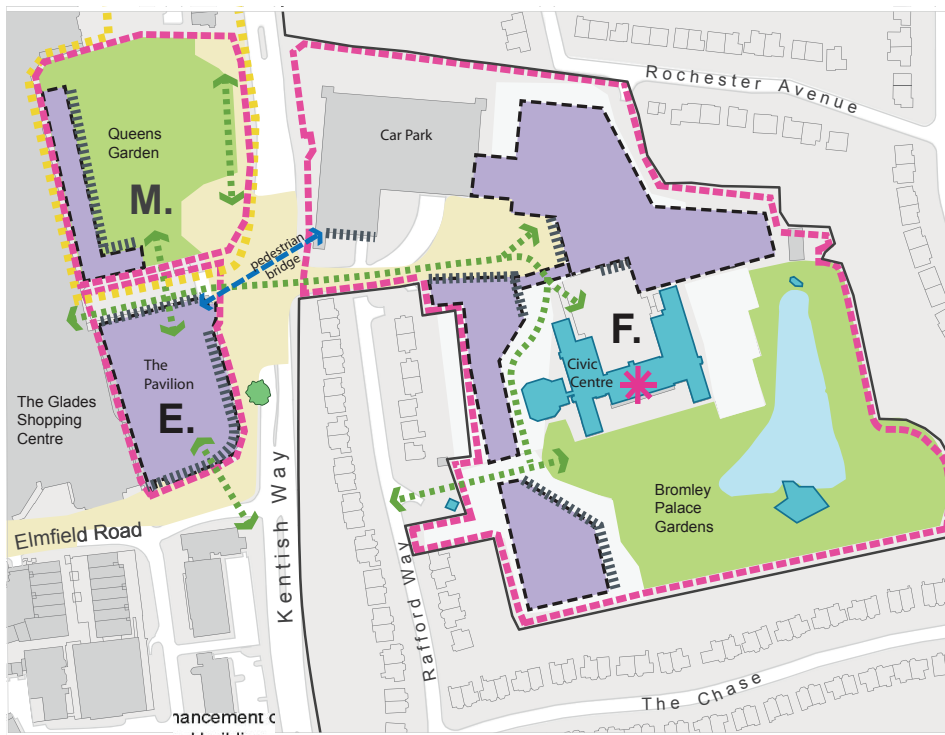 Rochester Avenue
Car Park
Queens
Garden
M.
pedestrian
bridge
F.
Civic
Centre
The
Pavilion
E.
The Glades
Shopping
Centre
Bromley
Palace
Gardens
Elmfield Road
Kentish Way
Rafford Way
The Chase